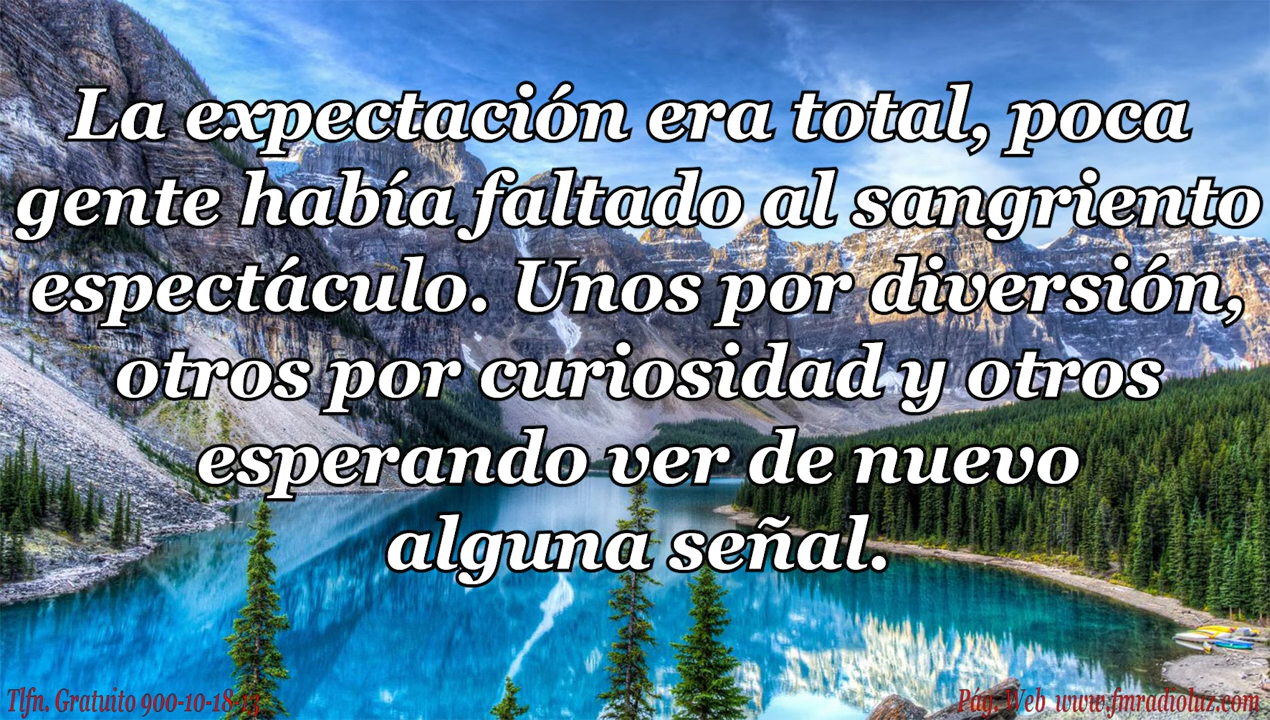 La expectación era total, poca
gente había faltado al sangriento
espectáculo. Unos por diversión,
otros por curiosidad y otros
esperando ver de nuevo
alguna señal.
Tlfn. Gratuito 900-10-18-13
Pág. Web www.fmradioluz.com